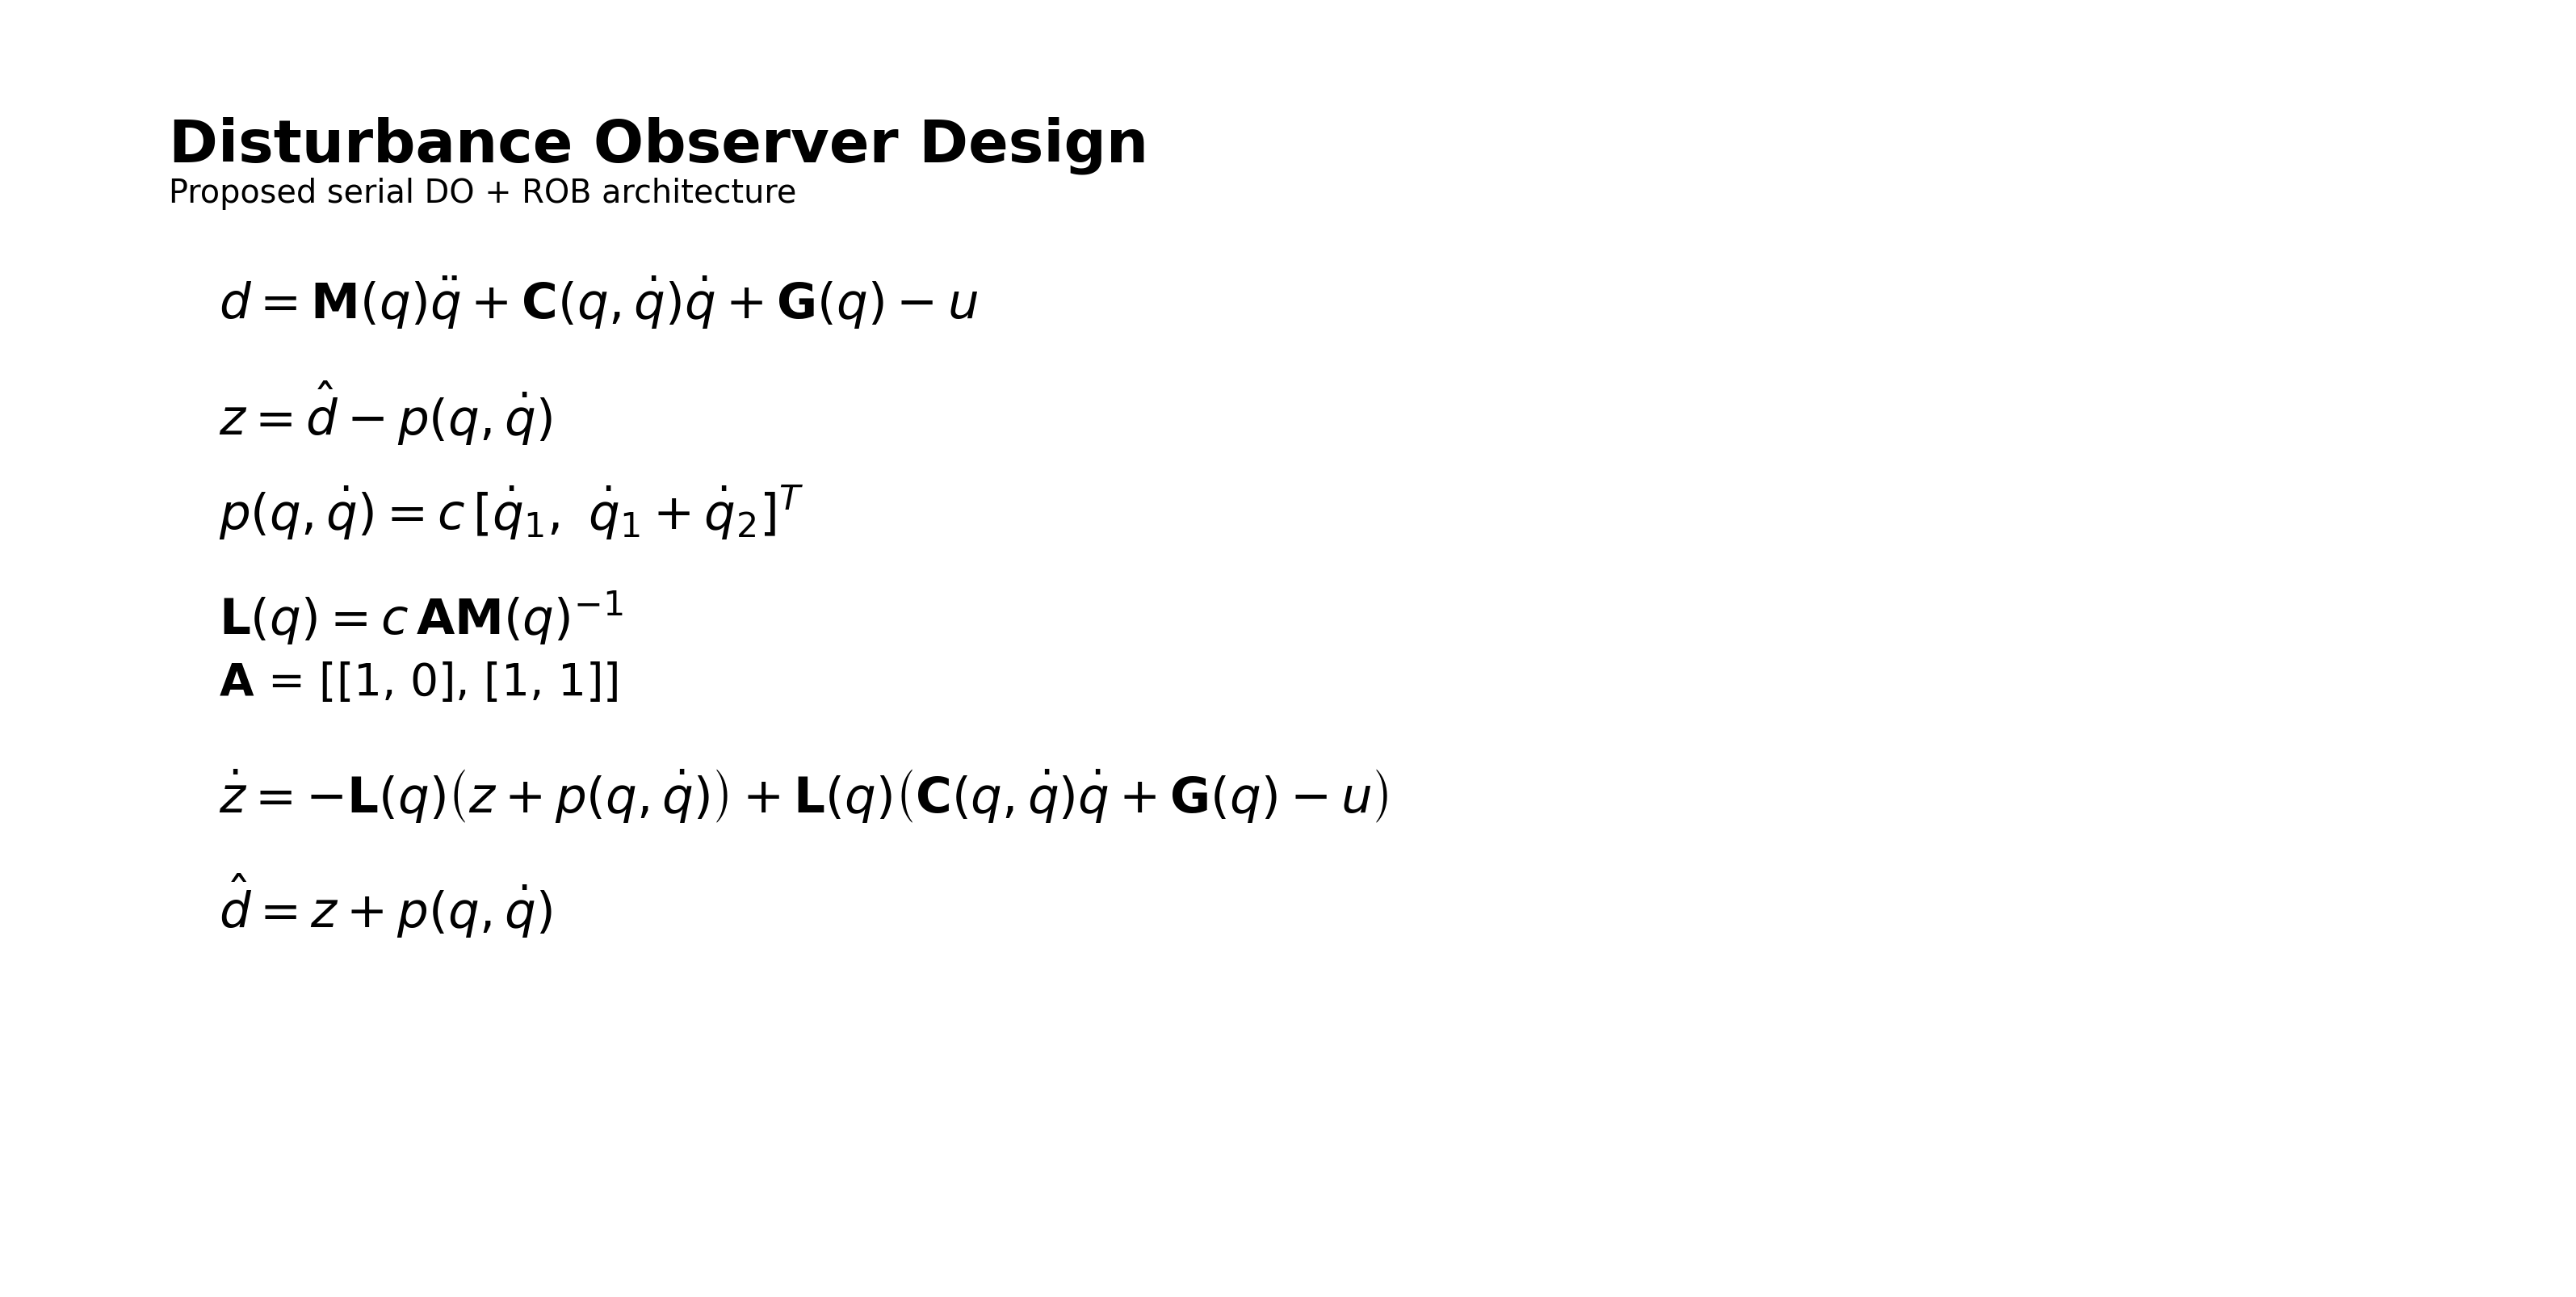 Disturbance Observer Design
Proposed serial DO + ROB architecture
d = M(q)q̈ + C(q, q̇)q̇ + G(q) − u
z = d̂ − p(q, q̇)
p(q, q̇) = c [q̇₁, q̇₁ + q̇₂]ᵀ
L(q) = c AM(q)⁻¹
A = [[1, 0], [1, 1]]
ż = −L(q)(z + p(q, q̇)) + L(q)(C(q, q̇)q̇ + G(q) − u)
d̂ = z + p(q, q̇)